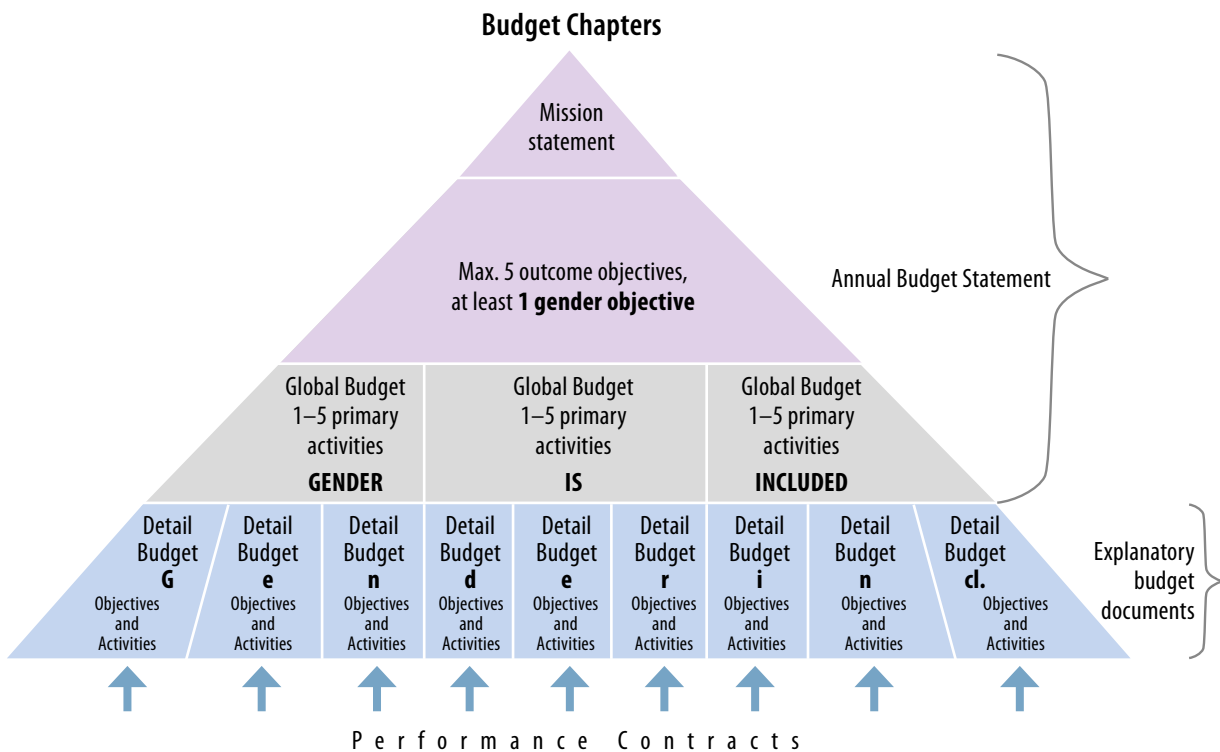 Budget Chapters
Mission
statement
Max. 5 outcome objectives,
at least 1 gender objective
Annual Budget Statement
Global Budget
1–5 primary
activities
GENDER
Global Budget
1–5 primary
activities
IS
Global Budget
1–5 primary
activities
INCLUDED
Detail
Budget
G
Objectives
and
Activities
Detail
Budget
e
Objectives
and
Activities
Detail
Budget
n
Objectives
and
Activities
Detail
Budget
d
Objectives
and
Activities
Detail
Budget
e
Objectives
and
Activities
Detail
Budget
r
Objectives
and
Activities
Detail
Budget
i
Objectives
and
Activities
Detail
Budget
n
Objectives
and
Activities
Detail
Budget
cl.
Objectives
and
Activities
Explanatory
budget
documents
Performance Contracts